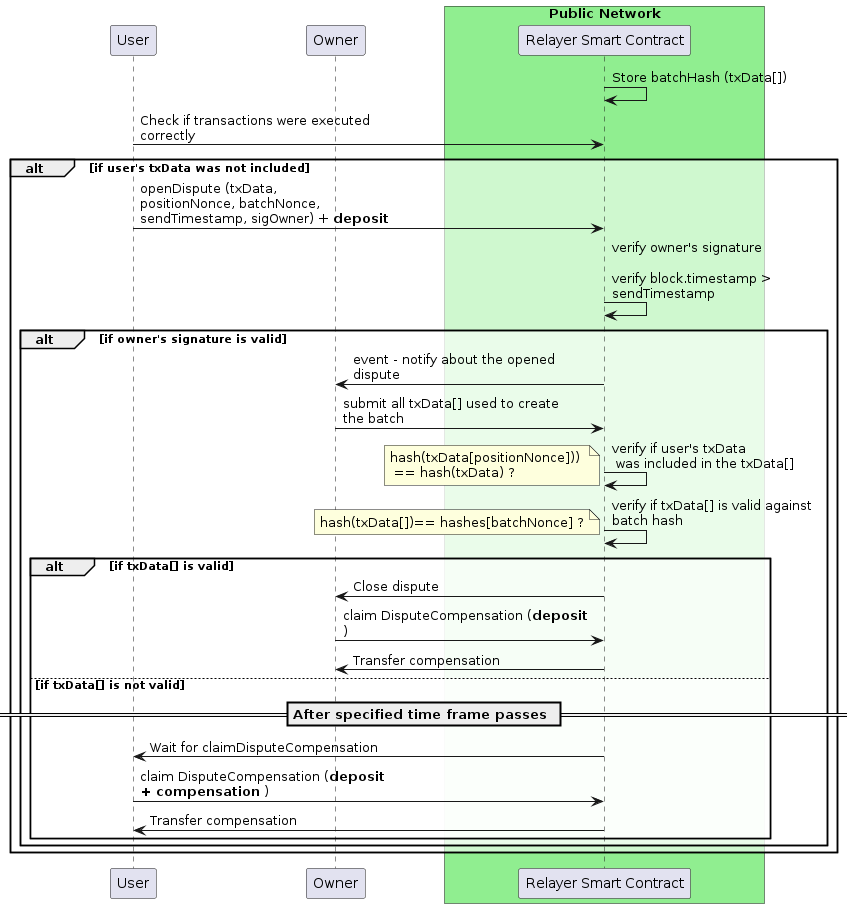 Public Network
User
Owner
Relayer Smart Contract
Store batchHash (txData[])
Check if transactions were executed
correctly
alt
[if user's txData was not included]
openDispute (txData,
positionNonce, batchNonce,
sendTimestamp, sigOwner) + deposit
verify owner's signature
verify block.timestamp >
sendTimestamp
alt
[if owner's signature is valid]
event - notify about the opened
dispute
submit all txData[] used to create
the batch
hash(txData[positionNonce]))
== hash(txData) ?
verify if user's txData
was included in the txData[]
hash(txData[])== hashes[batchNonce] ?
verify if txData[] is valid against
batch hash
alt
[if txData[] is valid]
Close dispute
claim DisputeCompensation (deposit
)
Transfer compensation
[if txData[] is not valid]
After specified time frame passes
Wait for claimDisputeCompensation
claim DisputeCompensation (deposit
+ compensation )
Transfer compensation
User
Owner
Relayer Smart Contract